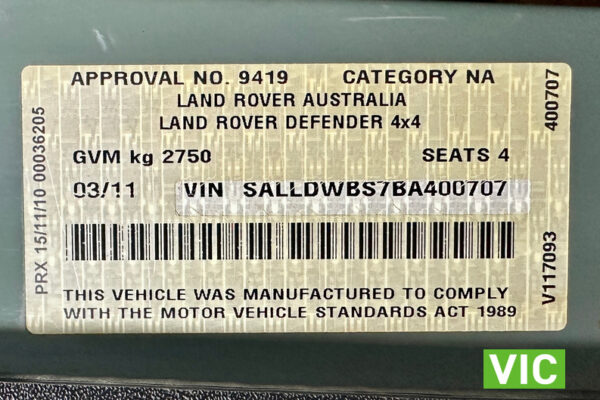 APPROVAL NO. 9419 CATEGORY NA
LAND ROVER AUSTRALIA
LAND ROVER DEFENDER 4x4
GVM kg 2750 SEATS 4
03/11 VIN SALLDWBS7BA400707
THIS VEHICLE WAS MANUFACTURED TO COMPLY
WITH THE MOTOR VEHICLE STANDARDS ACT 1989
PRX 15/11/10 00036205
400707
V117093
VIC